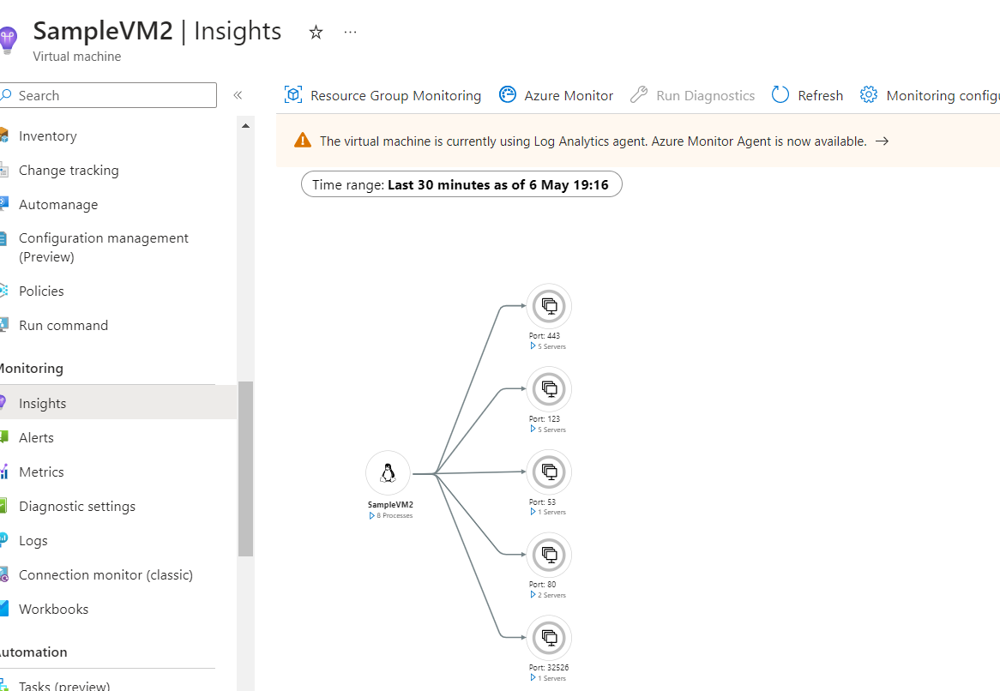 SampleVM2 | Insights
Virtual machine
Search
Inventory
Change tracking
Automanage
Configuration management
(Preview)
Policies
Run command
Monitoring
Insights
Alerts
Metrics
Diagnostic settings
Logs
Connection monitor (classic)
Workbooks
Automation
Tasks (preview)
Resource Group Monitoring
Azure Monitor
Run Diagnostics
Refresh
Monitoring configu
The virtual machine is currently using Log Analytics agent. Azure Monitor Agent is now available. →
Time range: Last 30 minutes as of 6 May 19:16
SampleVM2
8 Processes
Port: 443
5 Servers
Port: 123
5 Servers
Port: 53
1 Servers
Port: 80
2 Servers
Port: 32526
1 Servers